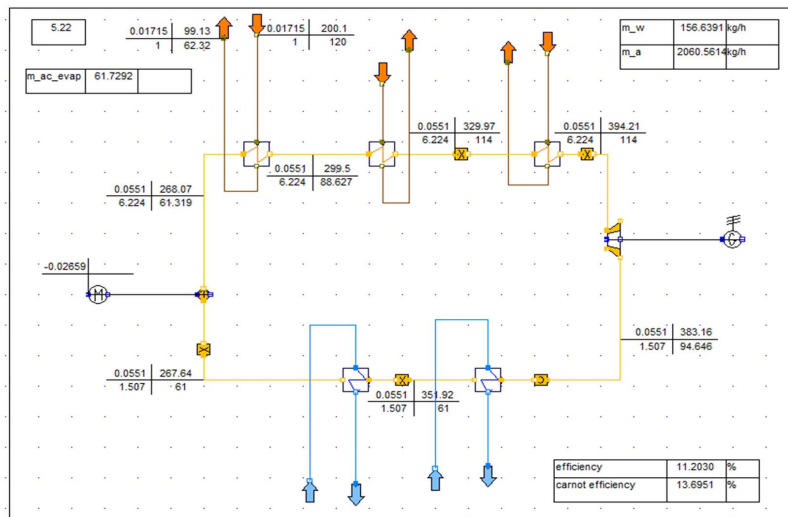 5.22
0.01715 99.13
1 62.32
0.01715 200.1
1 120
m_w 156.6391 kg/h
m_a 2060.5614 kg/h
m_ac_evap 61.7292
0.0551 329.97
6.224 114
0.0551 394.21
6.224 114
0.0551 299.5
6.224 88.627
0.0551 268.07
6.224 61.319
-0.02659
M
G
0.0551 383.16
1.507 94.646
0.0551 267.64
1.507 61
0.0551 351.92
1.507 61
efficiency 11.2030 %
carnot efficiency 13.6951 %